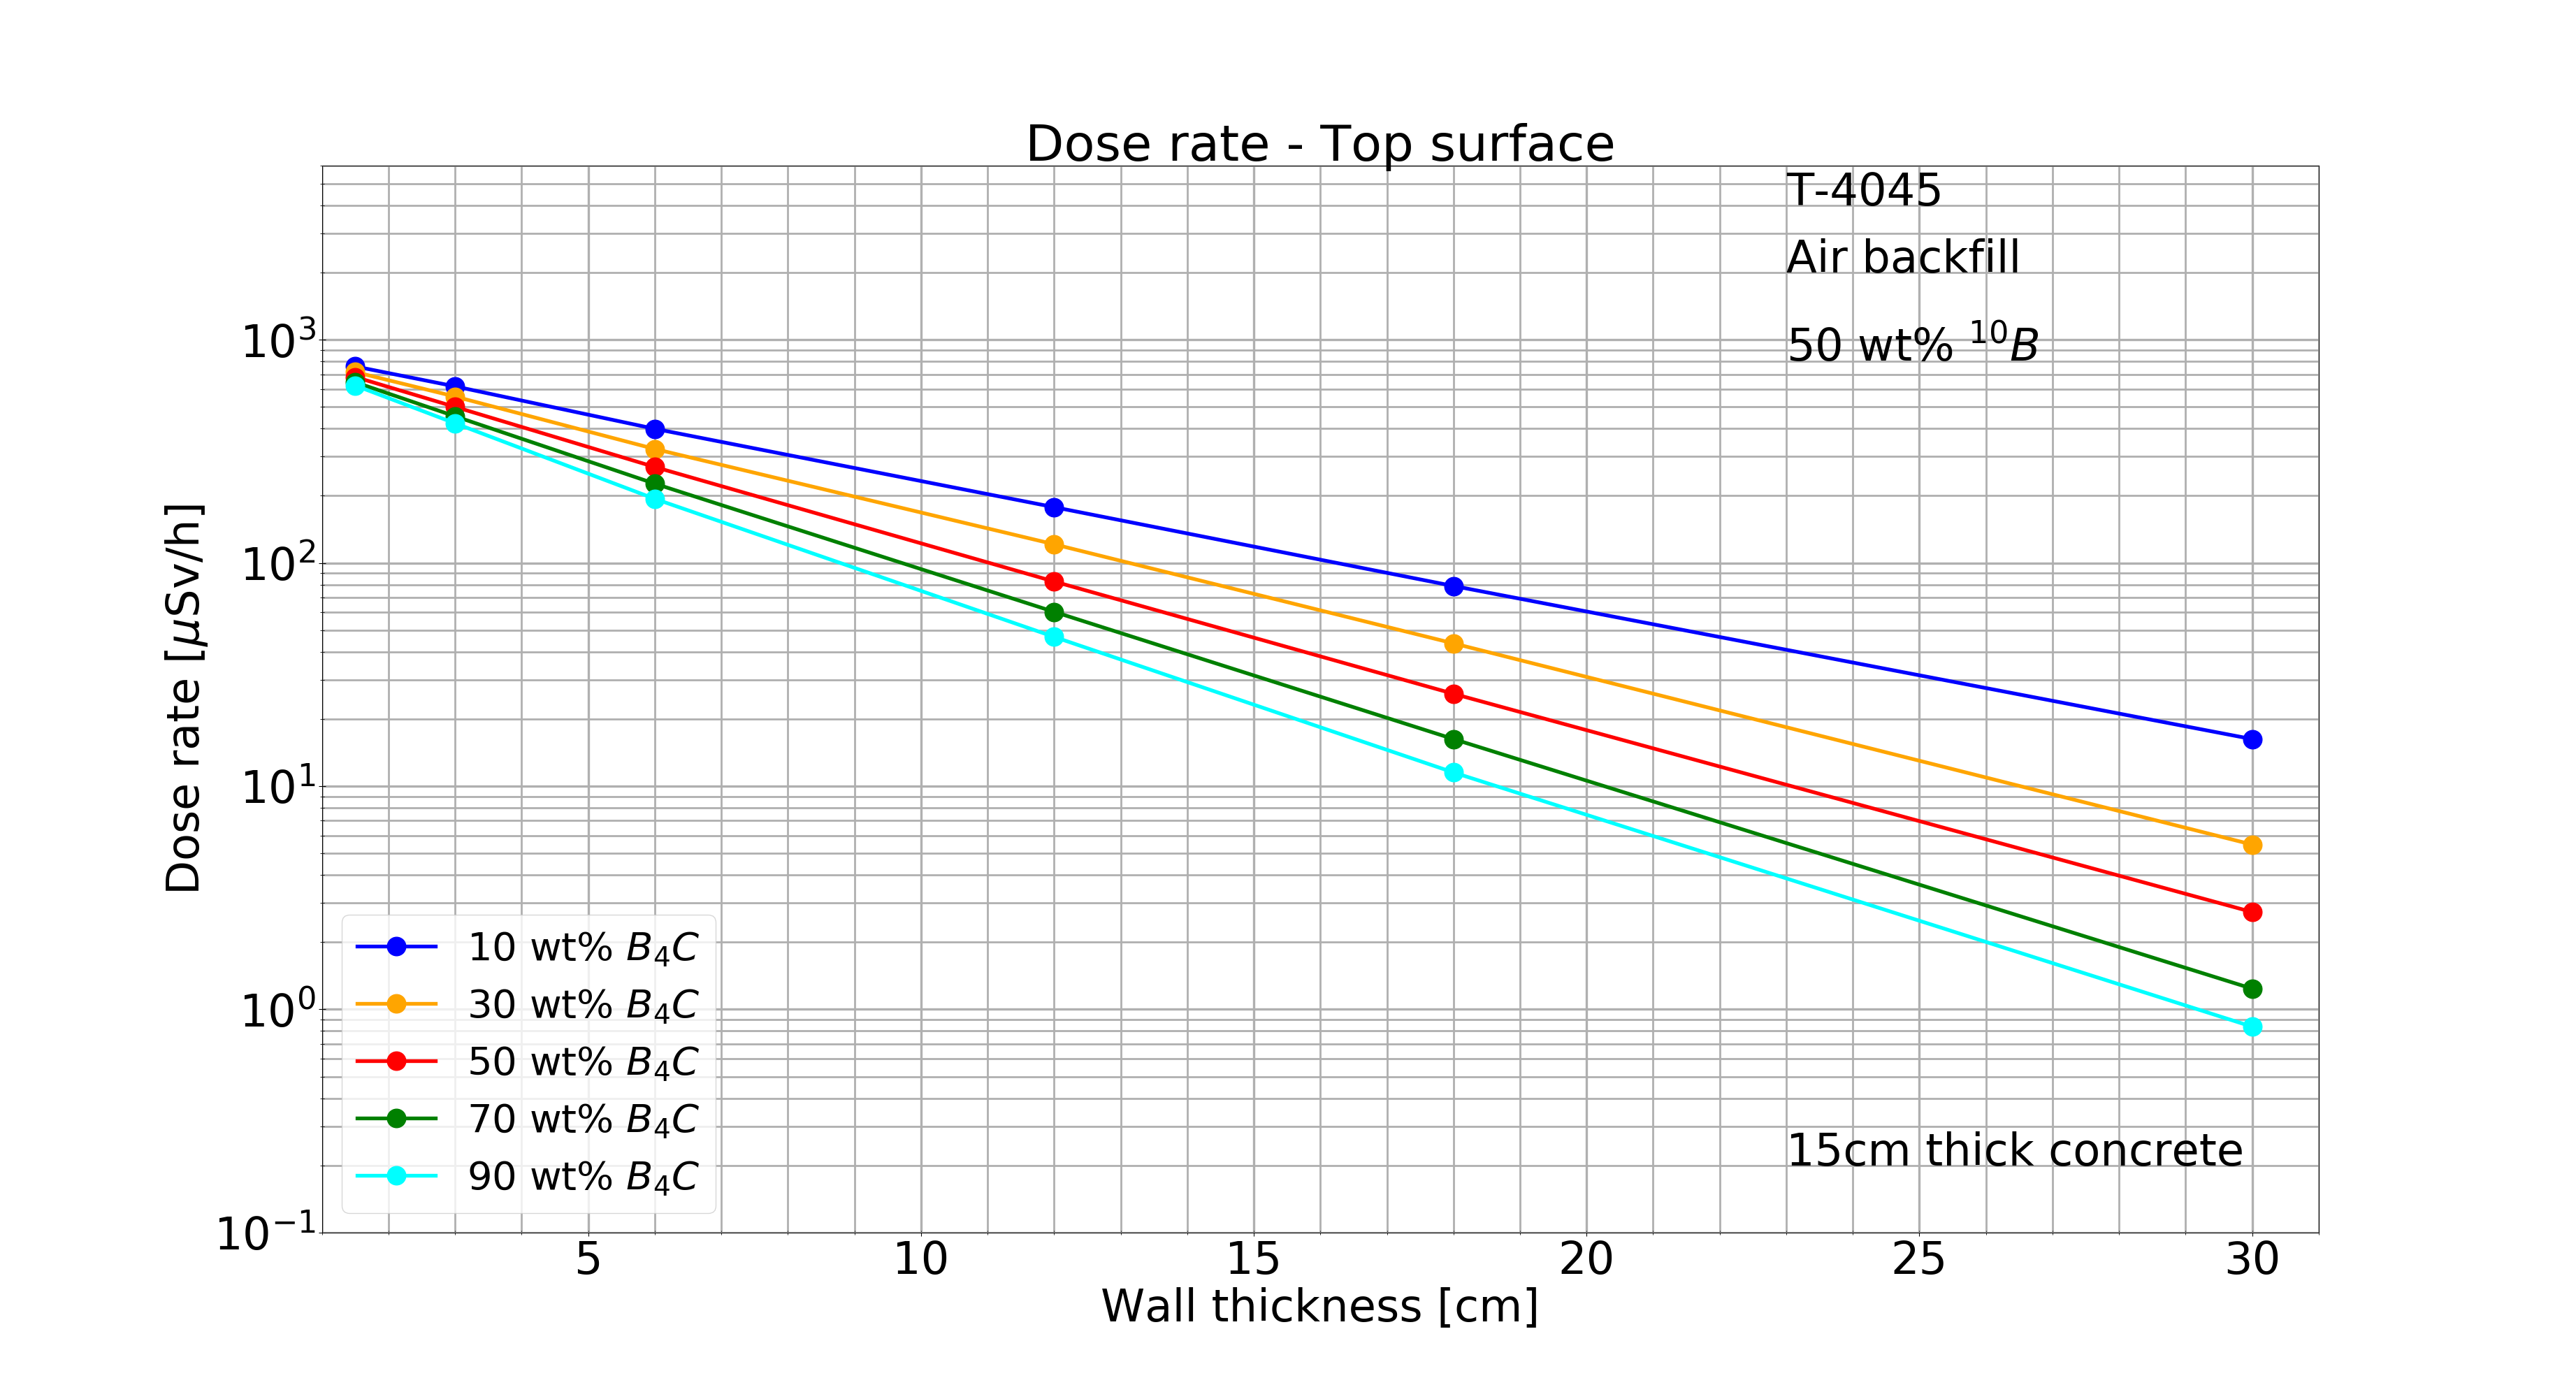 Dose rate - Top surface
T-4045
Air backfill
50 wt% ¹⁰B
10³
10²
10¹
10⁰
10⁻¹
Dose rate [μSv/h]
10 wt% B₄C
30 wt% B₄C
50 wt% B₄C
70 wt% B₄C
90 wt% B₄C
15cm thick concrete
5 10 15 20 25 30
Wall thickness [cm]